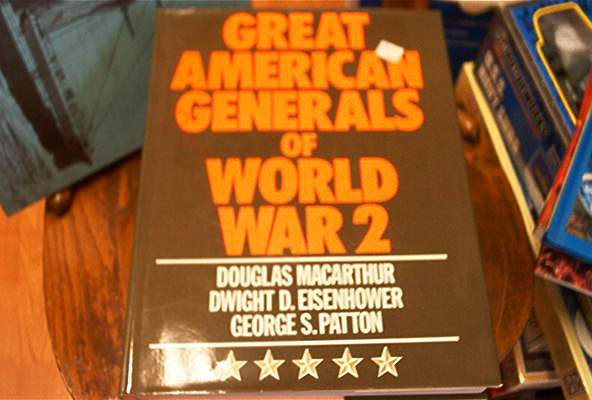 GREAT
AMERICAN
GENERALS
OF
WORLD
WAR 2
DOUGLAS MACARTHUR
DWIGHT D. EISENHOWER
GEORGE S. PATTON